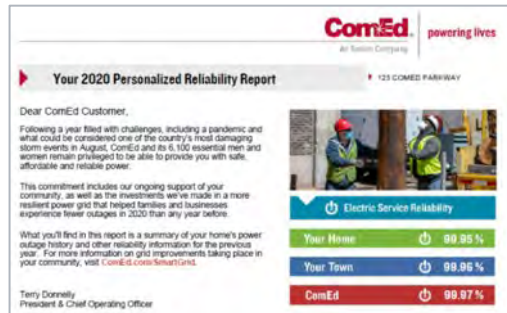 ComEd. powering lives
An Exelon Company
Your 2020 Personalized Reliability Report
123 COMED PARKWAY
Dear ComEd Customer,
Following a year filled with challenges, including a pandemic and
what could be considered one of the country's most damaging
storm events in August, ComEd and its 6,100 essential men and
women remain privileged to be able to provide you with safe,
affordable and reliable power.
This commitment includes our ongoing support of your
community, as well as the investments we've made in a more
resilient power grid that helped families and businesses
experience fewer outages in 2020 than any year before.
What you'll find in this report is a summary of your home's power
outage history and other reliability information for the previous
year. For more information on grid improvements taking place in
your community, visit ComEd.com/SmartGrid.
Terry Donnelly
President & Chief Operating Officer
Electric Service Reliability
Your Home 99.95%
Your Town 99.96%
ComEd 99.97%